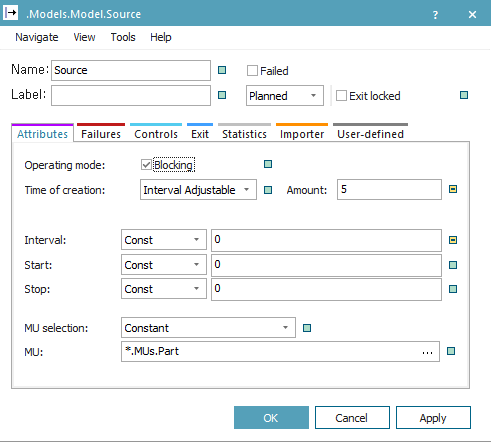 .Models.Model.Source ? ×
Navigate View Tools Help
Name: Source Failed
Label: Planned Exit locked
Attributes Failures Controls Exit Statistics Importer User-defined
Operating mode: Blocking
Time of creation: Interval Adjustable Amount: 5
Interval: Const 0
Start: Const 0
Stop: Const 0
MU selection: Constant
MU: *.MUs.Part ...
OK Cancel Apply